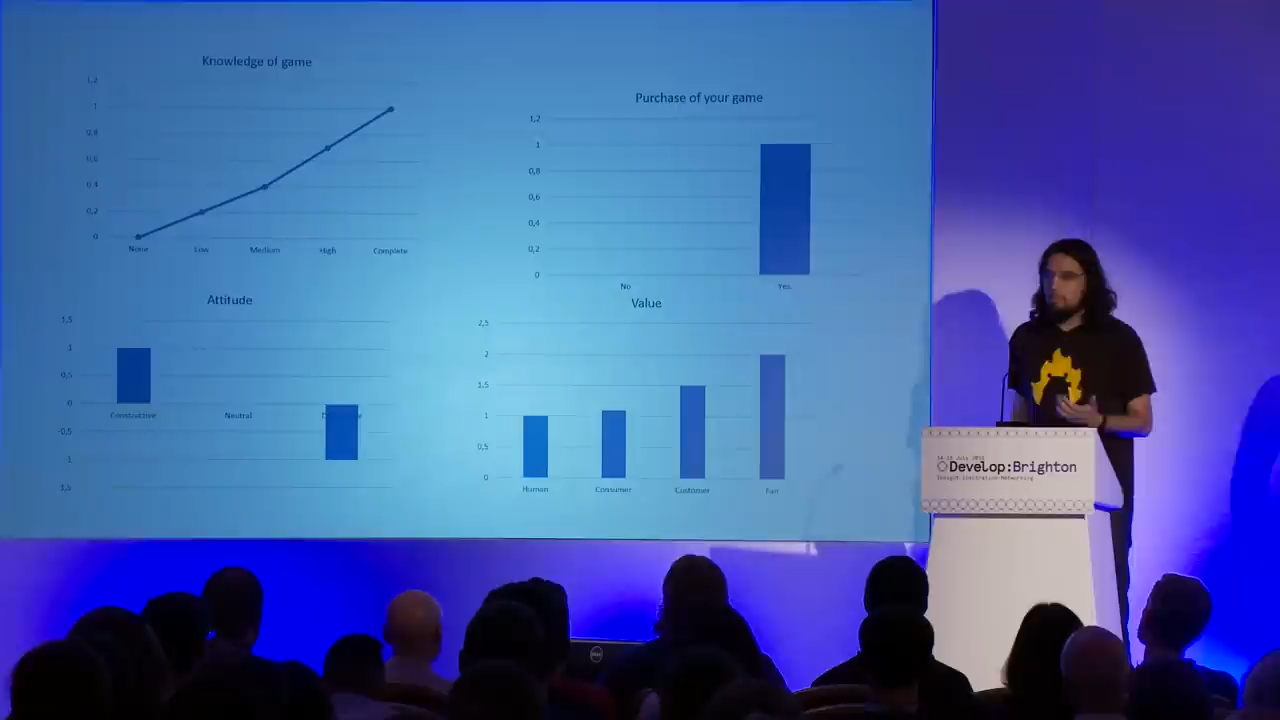 Knowledge of game
1,2
1
0,8
0,6
0,4
0,2
0
None
Low
Medium
High
Complete
Purchase of your game
1,2
1
0,8
0,6
0,4
0,2
0
No
Yes
Attitude
1,5
1
0,5
0
-0,5
1
1,5
Constructive
Neutral
Value
2,5
2
1,5
1
0,5
0
Human
Consumer
Customer
Fan
Develop:Brighton
DELL